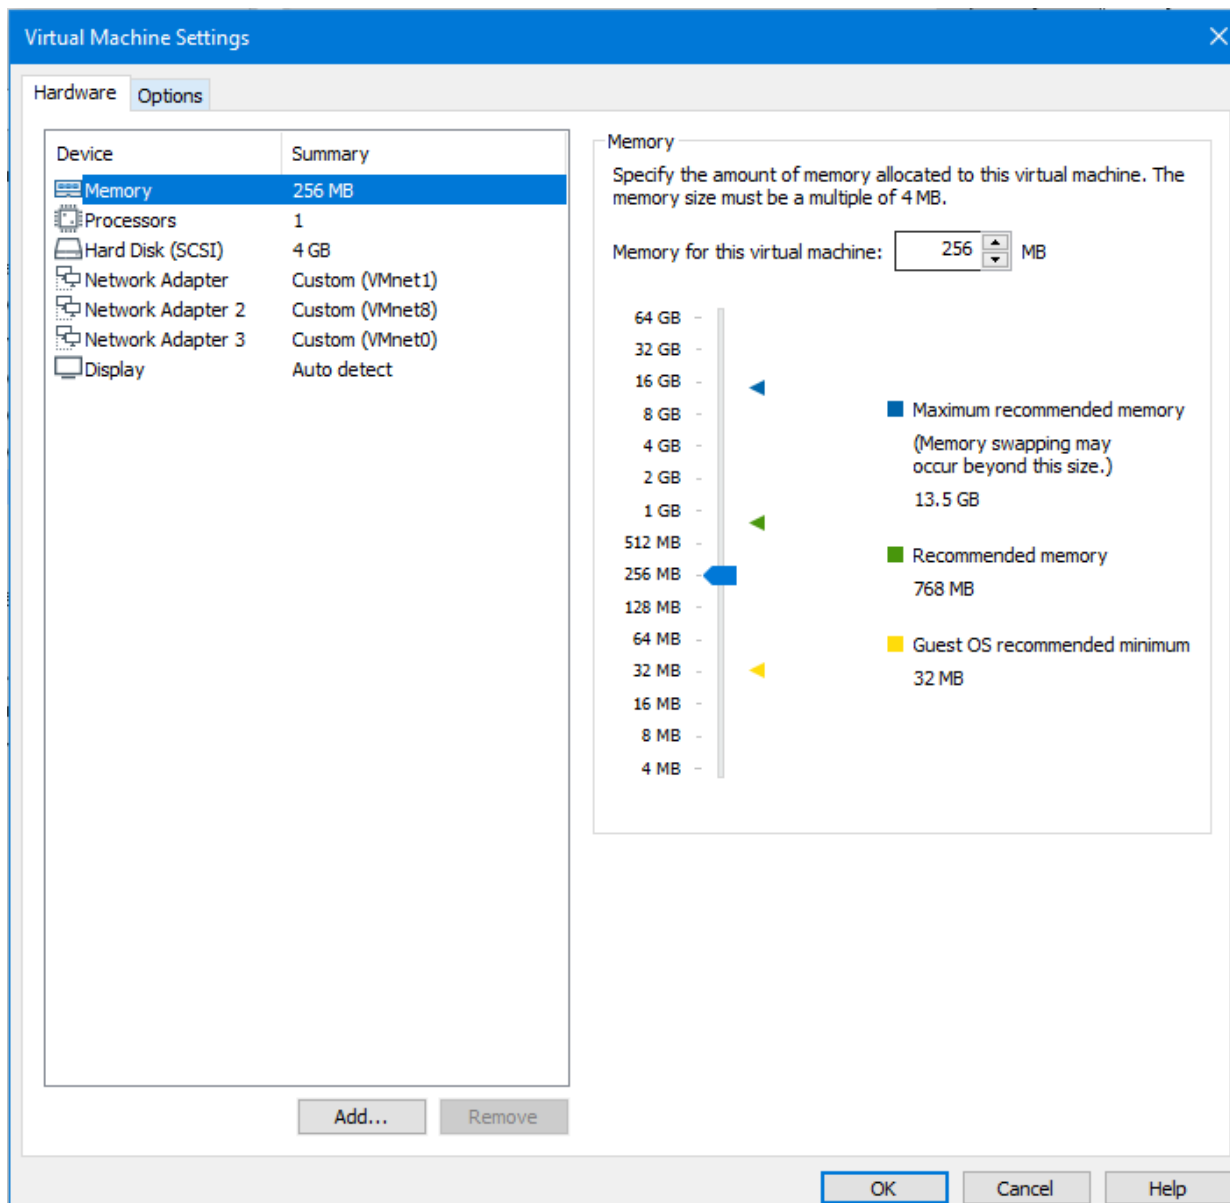 Virtual Machine Settings
Hardware Options
Device Summary
Memory 256 MB
Processors 1
Hard Disk (SCSI) 4 GB
Network Adapter Custom (VMnet1)
Network Adapter 2 Custom (VMnet8)
Network Adapter 3 Custom (VMnet0)
Display Auto detect
Add... Remove
Memory
Specify the amount of memory allocated to this virtual machine. The
memory size must be a multiple of 4 MB.
Memory for this virtual machine: 256 MB
64 GB
32 GB
16 GB
8 GB
4 GB
2 GB
1 GB
512 MB
256 MB
128 MB
64 MB
32 MB
16 MB
8 MB
4 MB
Maximum recommended memory
(Memory swapping may
occur beyond this size.)
13.5 GB
Recommended memory
768 MB
Guest OS recommended minimum
32 MB
OK Cancel Help